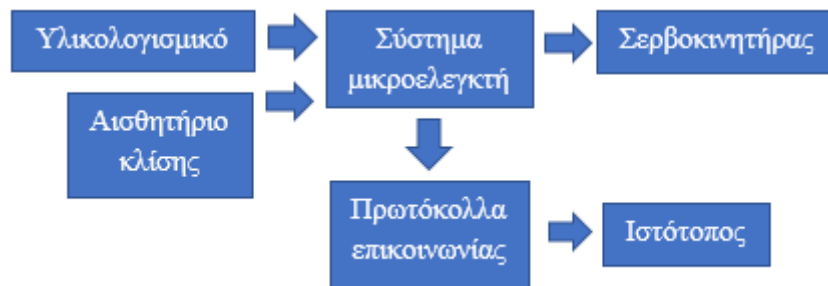 Υλικολογισμικό
Σύστημα
μικροελεγκτή
Σερβοκινητήρας
Αισθητήριο
κλίσης
Πρωτόκολλα
επικοινωνίας
Ιστότοπος